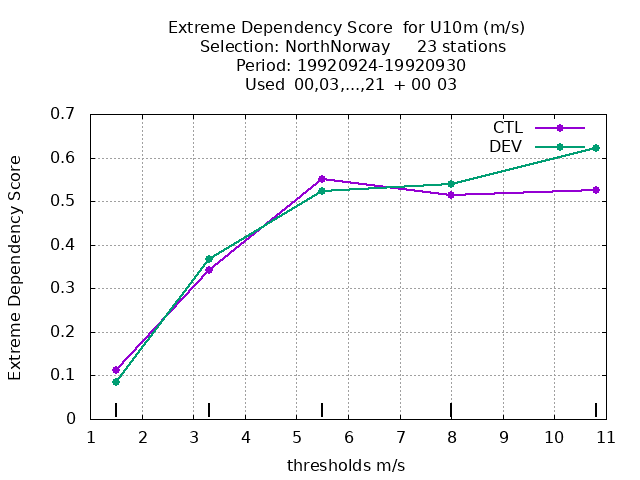 Extreme Dependency Score  for U10m (m/s)
Selection: NorthNorway     23 stations
Period: 19920924-19920930
Used  00,03,...,21  + 00 03
CTL
DEV
Extreme Dependency Score
0.7
0.6
0.5
0.4
0.3
0.2
0.1
0
1 2 3 4 5 6 7 8 9 10 11
thresholds m/s